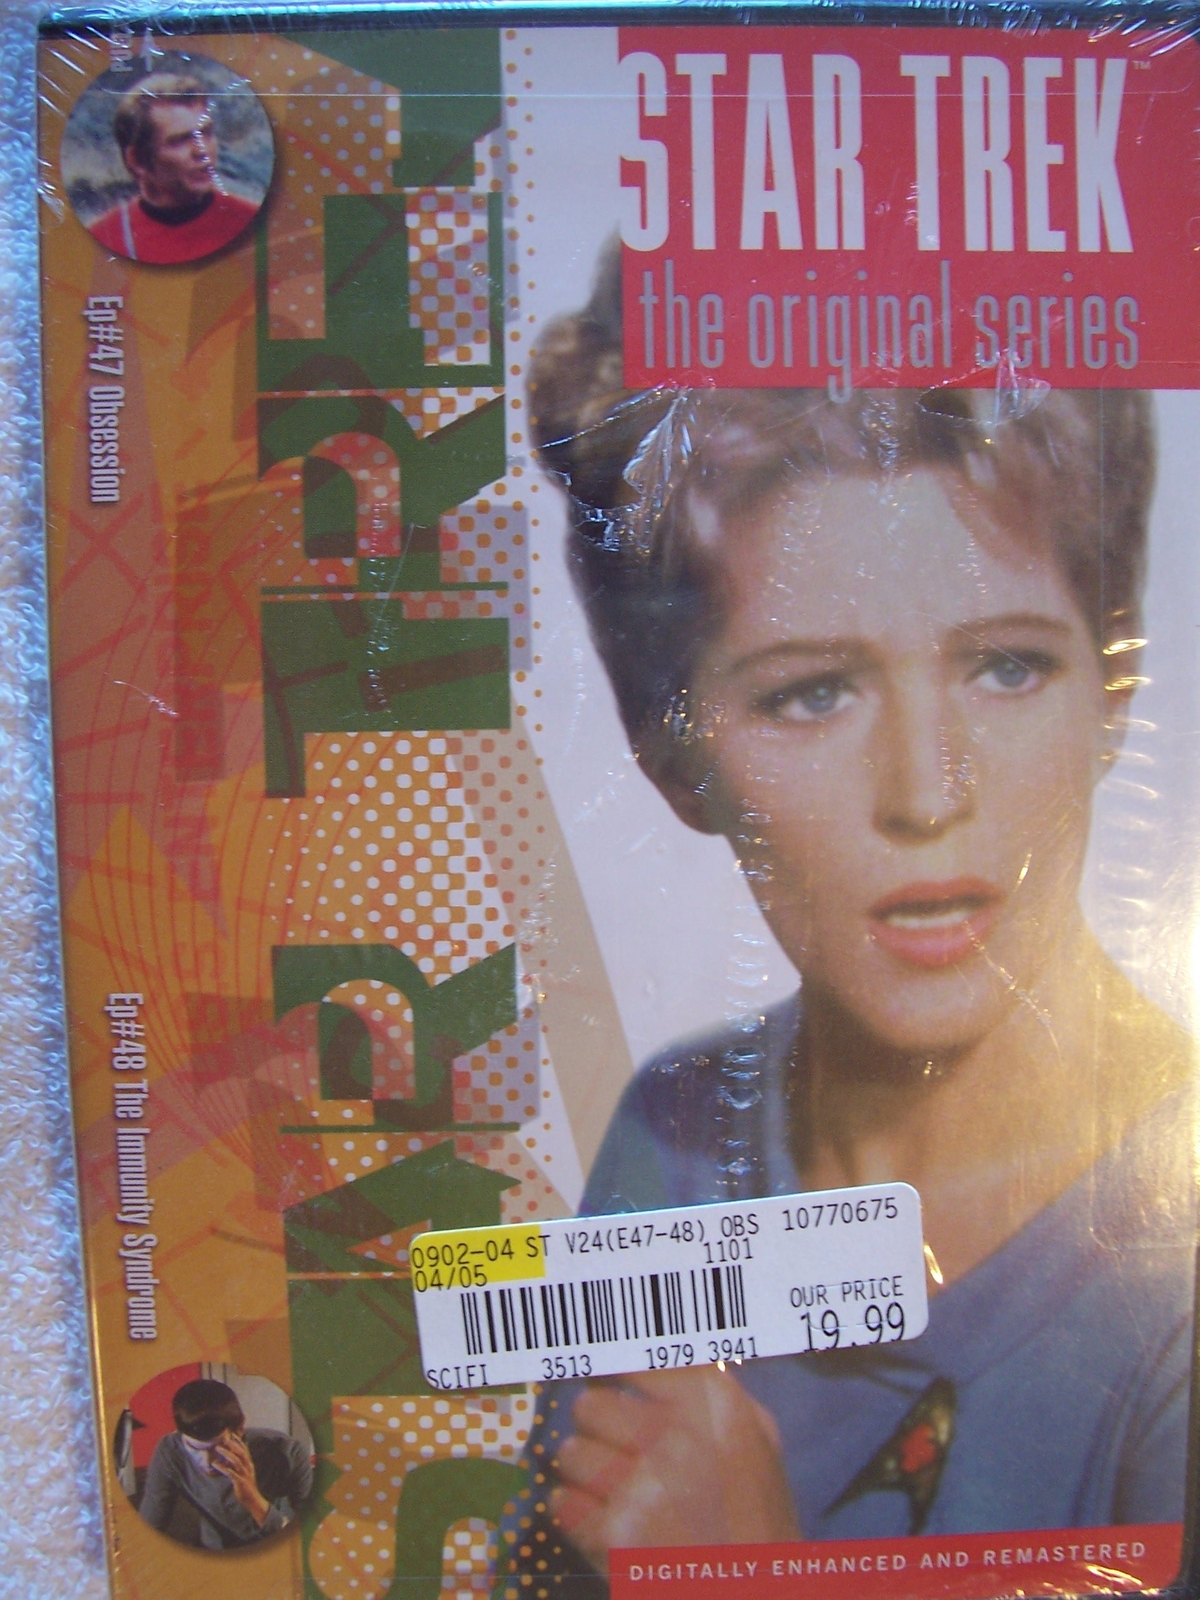 STAR TREK™
the original series
Ep#47 Obsession
Ep#48 The Immunity Syndrome
STAR TREK
0902-04 ST V24(E47-48) OBS 10770675
04/05 1101
OUR PRICE
19.99
SCIFI 3513 1979 3941
DIGITALLY ENHANCED AND REMASTERED